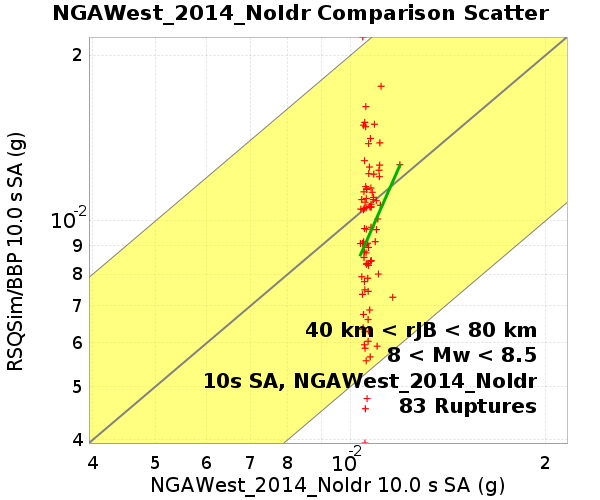 NGAWest_2014_NoIdr Comparison Scatter
RSQSim/BBP 10.0 s SA (g)
2
10-2
9
8
7
6
5
4
40 km < rJB < 80 km
8 < Mw < 8.5
10s SA, NGAWest_2014_NoIdr
83 Ruptures
4 5 6 7 8 10-2 2
NGAWest_2014_NoIdr 10.0 s SA (g)